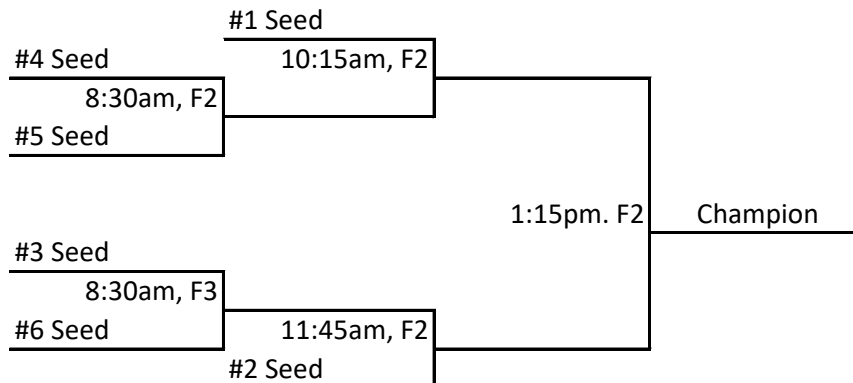 #1 Seed
#4 Seed
10:15am, F2
8:30am, F2
#5 Seed
1:15pm. F2
Champion
#3 Seed
8:30am, F3
#6 Seed
11:45am, F2
#2 Seed